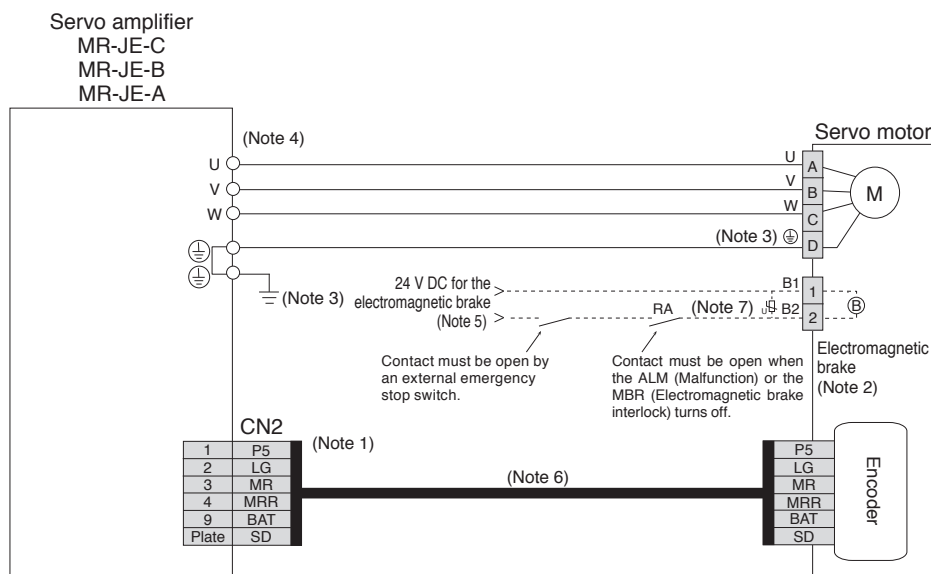 Servo amplifier
MR-JE-C
MR-JE-B
MR-JE-A
(Note 4)
Servo motor
U
U
A
V
V
B
M
W
W
C
(Note 3)
D
(Note 3)
24 V DC for the
electromagnetic brake
(Note 5)
B1
1
RA
(Note 7)
U
B2
2
B
Contact must be open by
an external emergency
stop switch.
Contact must be open when
the ALM (Malfunction) or the
MBR (Electromagnetic brake
interlock) turns off.
Electromagnetic
brake
(Note 2)
CN2
(Note 1)
1 P5
2 LG
3 MR
4 MRR
9 BAT
Plate SD
(Note 6)
P5
LG
MR
MRR
BAT
SD
Encoder